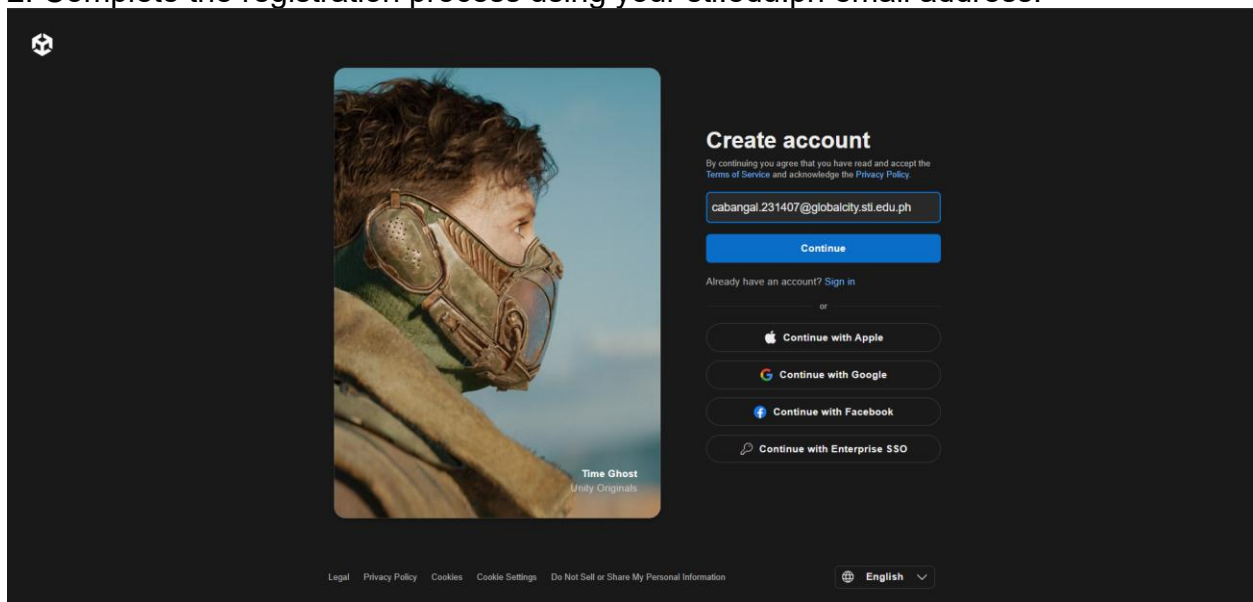 2. Complete the registration process using your sti.edu.ph email address.
Create account
By continuing you agree that you have read and accept the
Terms of Service and acknowledge the Privacy Policy.
cabangal.231407@globalcity.sti.edu.ph
Continue
Already have an account? Sign in
or
Continue with Apple
Continue with Google
Continue with Facebook
Continue with Enterprise SSO
Time Ghost
Unity Originals
Legal Privacy Policy Cookies Cookie Settings Do Not Sell or Share My Personal Information
English